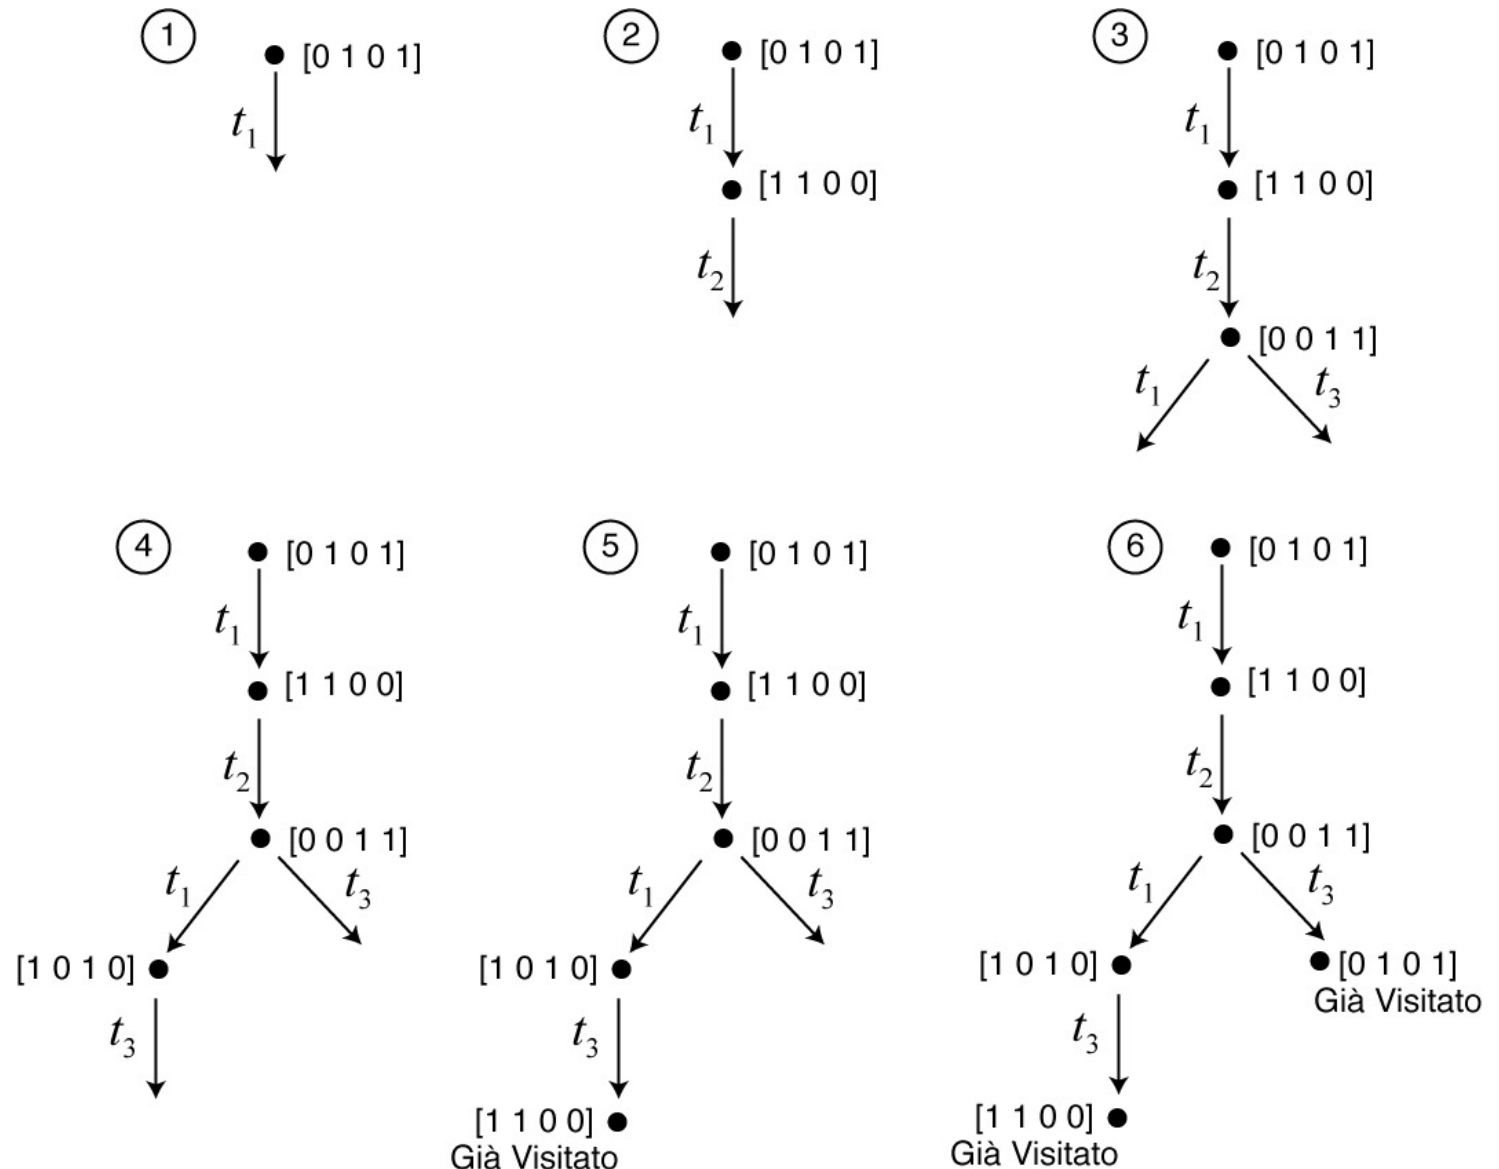 1
[0 1 0 1]
t1
2
[0 1 0 1]
t1
[1 1 0 0]
t2
3
[0 1 0 1]
t1
[1 1 0 0]
t2
[0 0 1 1]
t1
t3
4
[0 1 0 1]
t1
[1 1 0 0]
t2
[0 0 1 1]
t1
t3
[1 0 1 0]
t3
5
[0 1 0 1]
t1
[1 1 0 0]
t2
[0 0 1 1]
t1
t3
[1 0 1 0]
t3
[1 1 0 0]
Già Visitato
6
[0 1 0 1]
t1
[1 1 0 0]
t2
[0 0 1 1]
t1
t3
[1 0 1 0]
[0 1 0 1]
Già Visitato
t3
[1 1 0 0]
Già Visitato